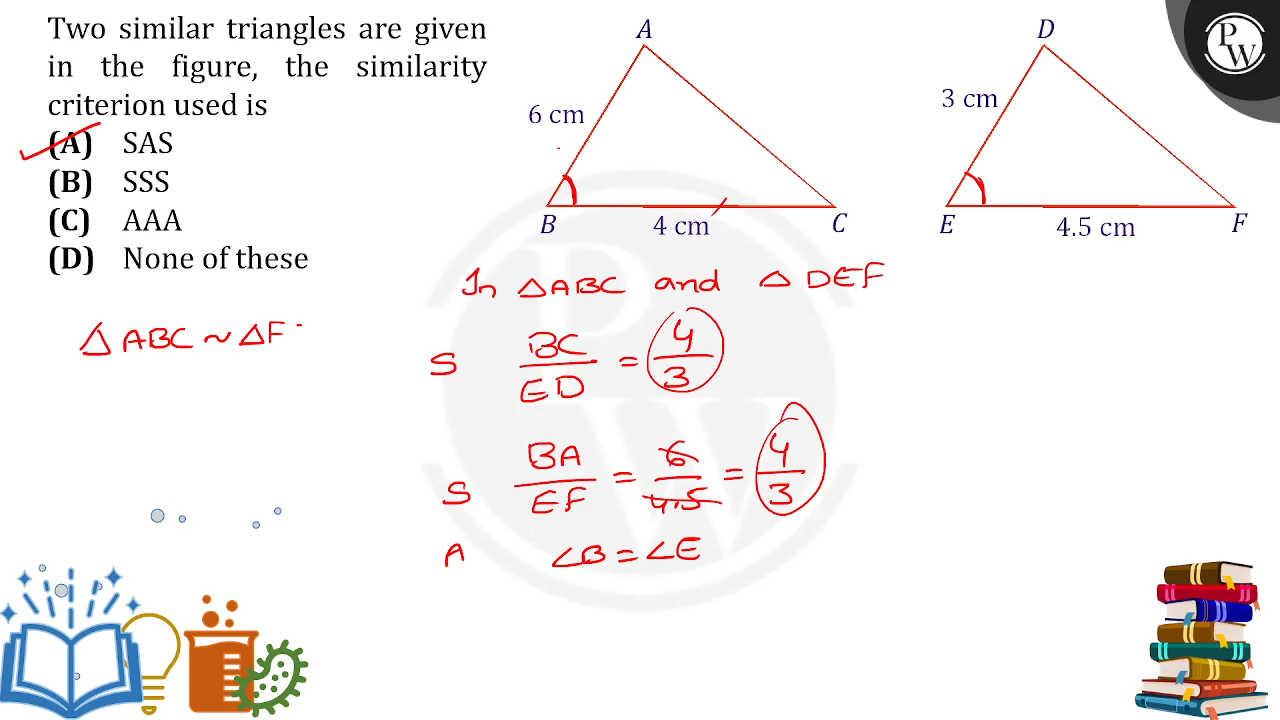 Two similar triangles are given
in the figure, the similarity
criterion used is
(A) SAS
(B) SSS
(C) AAA
(D) None of these
A
6 cm
B
4 cm
C
D
3 cm
E
4.5 cm
F
PW
In △ABC and △DEF
△ABC ~ △F
S BC/ED = 4/3
S BA/EF = 6/4.5 = 4/3
A ∠B = ∠E